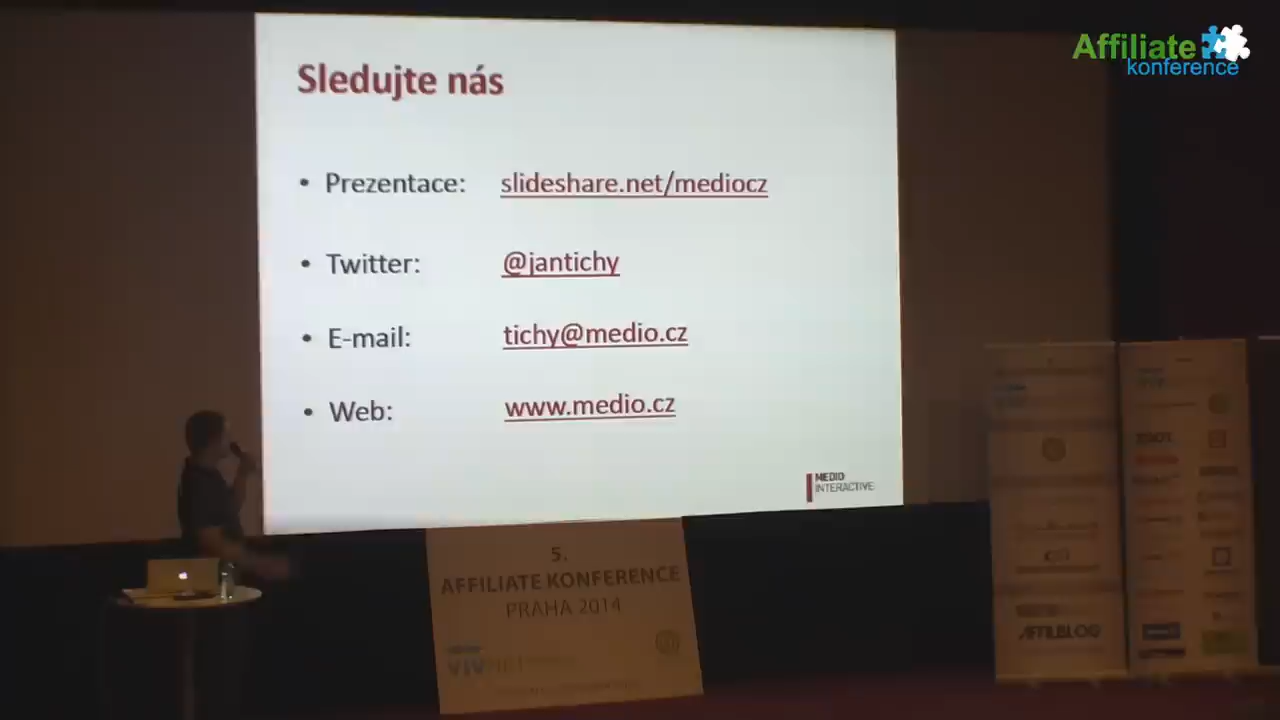 Affiliate
konference
Sledujte nás
• Prezentace: slideshare.net/mediocz
• Twitter: @jantichy
• E-mail: tichy@medio.cz
• Web: www.medio.cz
MEDIO
INTERACTIVE
5.
AFFILIATE KONFERENCE
PRAHA 2014
AFFILBLOG